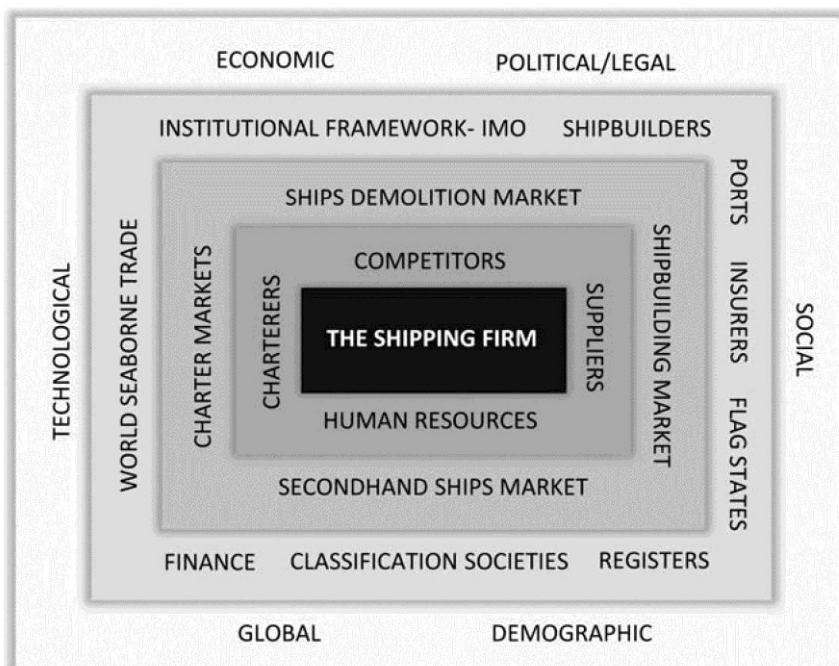 ECONOMIC
POLITICAL/LEGAL
INSTITUTIONAL FRAMEWORK- IMO
SHIPBUILDERS
SHIPS DEMOLITION MARKET
COMPETITORS
TECHNOLOGICAL
WORLD SEABORNE TRADE
CHARTER MARKETS
CHARTERERS
THE SHIPPING FIRM
SUPPLIERS
SHIPBUILDING MARKET
PORTS
INSURERS
FLAG STATES
SOCIAL
HUMAN RESOURCES
SECONDHAND SHIPS MARKET
FINANCE
CLASSIFICATION SOCIETIES
REGISTERS
GLOBAL
DEMOGRAPHIC